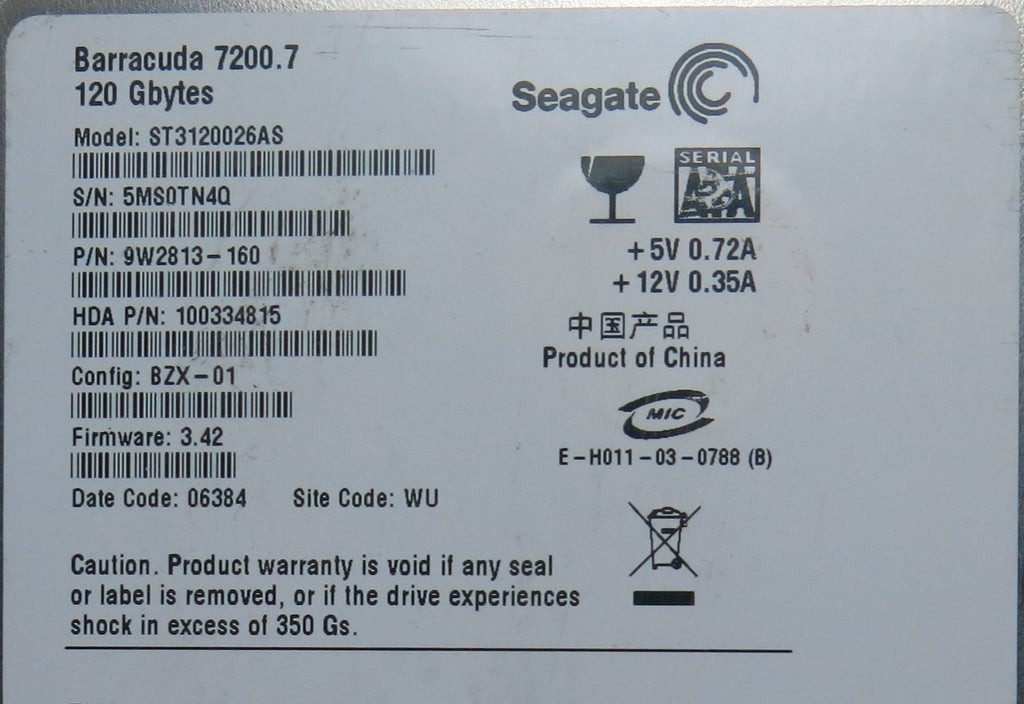 Barracuda 7200.7
120 Gbytes
Model: ST3120026AS
S/N: 5MS0TN4Q
P/N: 9W2813-160
HDA P/N: 100334815
Config: BZX-01
Firmware: 3.42
Date Code: 06384 Site Code: WU
Caution. Product warranty is void if any seal
or label is removed, or if the drive experiences
shock in excess of 350 Gs.
Seagate
SERIAL
ATA
+5V 0.72A
+12V 0.35A
中国产品
Product of China
MIC
E-H011-03-0788 (B)